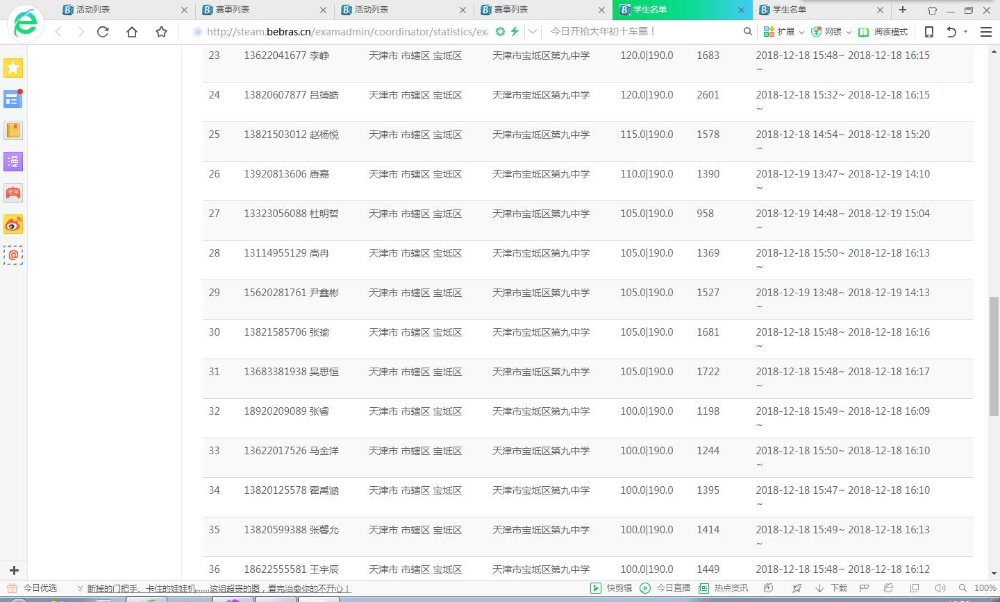 活动列表 赛事列表 活动列表 赛事列表 学生名单 学生名单
http://steam.bebras.cn/examadmin/coordinator/statistics/exa 今日开抢大年初十车票！ 扩展 网银 阅读模式
23 13622041677 李峥 天津市 市辖区 宝坻区 天津市宝坻区第九中学 120.0|190.0 1683 2018-12-18 15:48~ 2018-12-18 16:15
~
24 13820607877 吕靖皓 天津市 市辖区 宝坻区 天津市宝坻区第九中学 120.0|190.0 2601 2018-12-18 15:32~ 2018-12-18 16:15
~
25 13821503012 赵杨悦 天津市 市辖区 宝坻区 天津市宝坻区第九中学 115.0|190.0 1578 2018-12-18 14:54~ 2018-12-18 15:20
~
26 13920813606 唐嘉 天津市 市辖区 宝坻区 天津市宝坻区第九中学 110.0|190.0 1390 2018-12-19 13:47~ 2018-12-19 14:10
~
27 13323056088 杜明哲 天津市 市辖区 宝坻区 天津市宝坻区第九中学 105.0|190.0 958 2018-12-19 14:48~ 2018-12-19 15:04
~
28 13114955129 高冉 天津市 市辖区 宝坻区 天津市宝坻区第九中学 105.0|190.0 1369 2018-12-18 15:50~ 2018-12-18 16:13
~
29 15620281761 尹鑫彬 天津市 市辖区 宝坻区 天津市宝坻区第九中学 105.0|190.0 1527 2018-12-19 13:48~ 2018-12-19 14:13
~
30 13821585706 张瑜 天津市 市辖区 宝坻区 天津市宝坻区第九中学 105.0|190.0 1681 2018-12-18 15:48~ 2018-12-18 16:16
~
31 13683381938 吴思恒 天津市 市辖区 宝坻区 天津市宝坻区第九中学 105.0|190.0 1722 2018-12-18 15:48~ 2018-12-18 16:17
~
32 18920209089 张睿 天津市 市辖区 宝坻区 天津市宝坻区第九中学 100.0|190.0 1198 2018-12-18 15:49~ 2018-12-18 16:09
~
33 13622017526 马金洋 天津市 市辖区 宝坻区 天津市宝坻区第九中学 100.0|190.0 1244 2018-12-18 15:50~ 2018-12-18 16:10
~
34 13820125578 霍禹涵 天津市 市辖区 宝坻区 天津市宝坻区第九中学 100.0|190.0 1395 2018-12-18 15:47~ 2018-12-18 16:10
~
35 13820599388 张馨允 天津市 市辖区 宝坻区 天津市宝坻区第九中学 100.0|190.0 1414 2018-12-18 15:49~ 2018-12-18 16:13
~
36 18622555581 王宇辰 天津市 市辖区 宝坻区 天津市宝坻区第九中学 100.0|190.0 1449 2018-12-18 15:48~ 2018-12-18 16:12
漫
@
今日优选 断掉的门把手、卡住的娃娃机……这组超丧的图，看完治愈你的不开心！ 快剪辑 今日直播 热点资讯 下载 100%